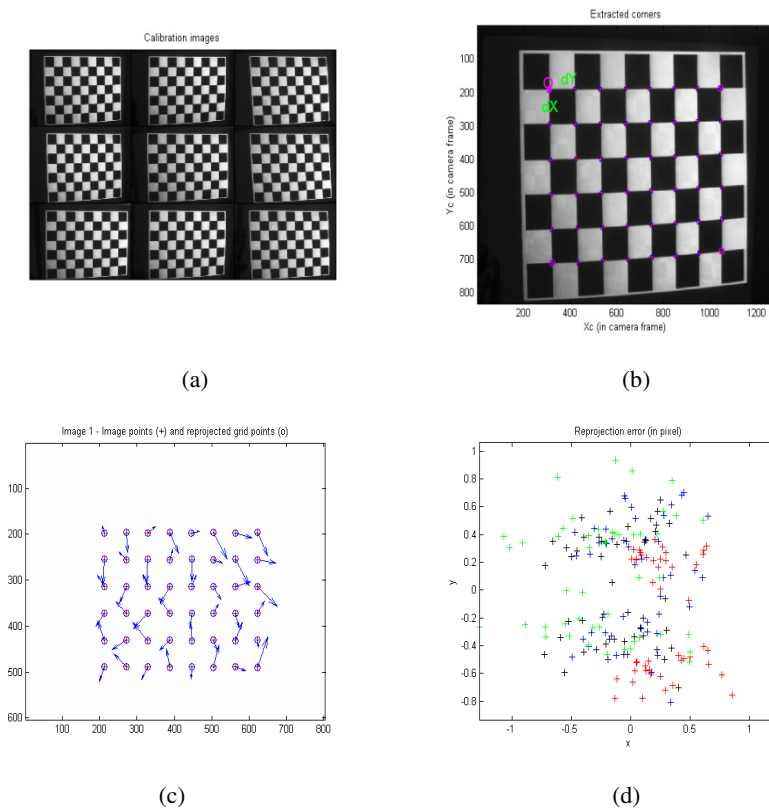 Calibration images
(a)
Extracted corners
O
dY
dX
Yc (in camera frame)
100
200
300
400
500
600
700
800
200
400
600
800
1000
1200
Xc (in camera frame)
(b)
Image 1 - Image points (+) and reprojected grid points (o)
100
200
300
400
500
600
100
200
300
400
500
600
700
800
(c)
Reprojection error (in pixel)
y
1
0.8
0.6
0.4
0.2
0
-0.2
-0.4
-0.6
-0.8
-1
-0.5
0
0.5
1
x
(d)